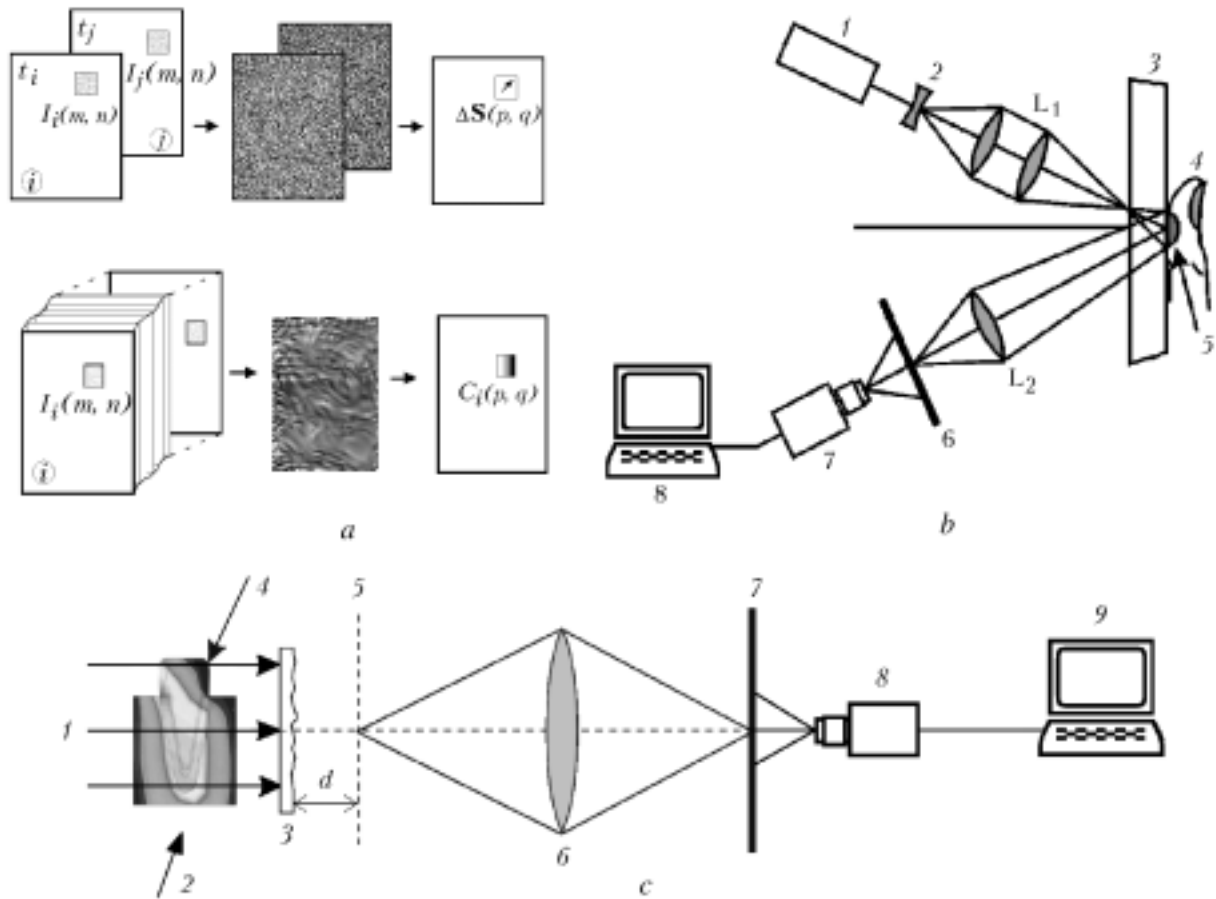 t_j
I_j(m, n)
j
t_i
I_i(m, n)
i
ΔS(p, q)
I_i(m, n)
i
C_i(p, q)
a
1
2
L_1
3
4
5
L_2
6
7
8
b
1
2
3
4
5
d
6
7
8
9
c